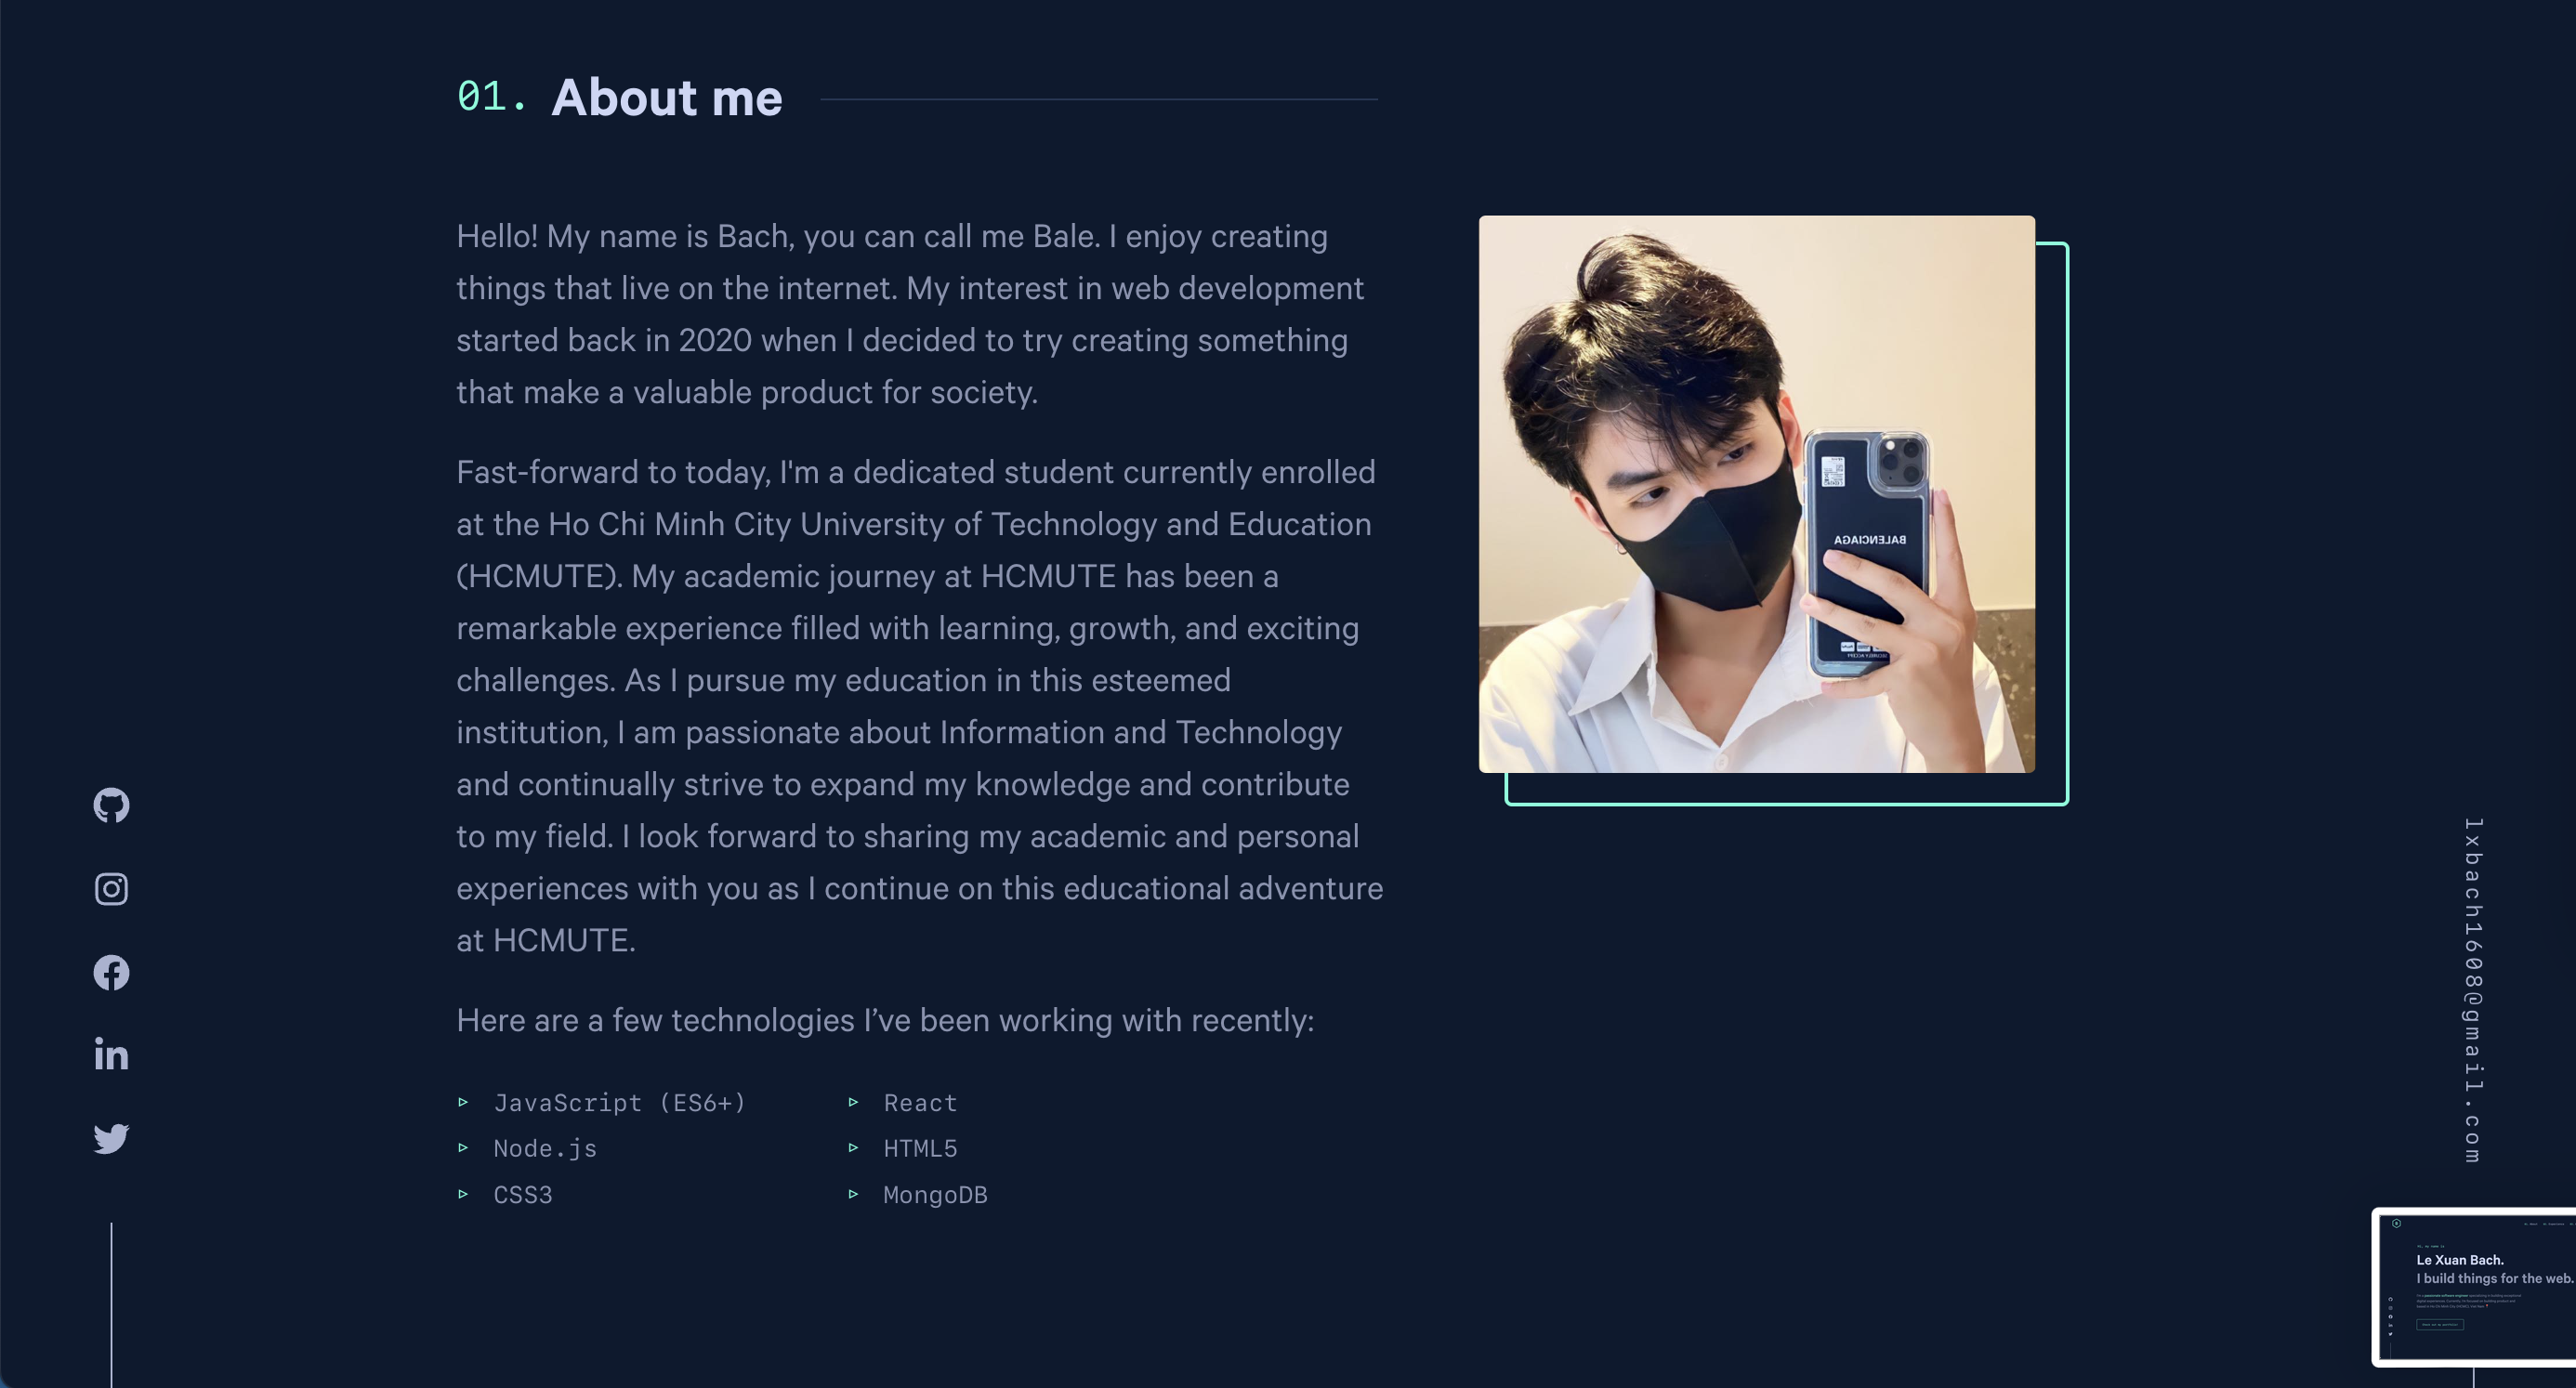 01. About me
Hello! My name is Bach, you can call me Bale. I enjoy creating
things that live on the internet. My interest in web development
started back in 2020 when I decided to try creating something
that make a valuable product for society.
Fast-forward to today, I'm a dedicated student currently enrolled
at the Ho Chi Minh City University of Technology and Education
(HCMUTE). My academic journey at HCMUTE has been a
remarkable experience filled with learning, growth, and exciting
challenges. As I pursue my education in this esteemed
institution, I am passionate about Information and Technology
and continually strive to expand my knowledge and contribute
to my field. I look forward to sharing my academic and personal
experiences with you as I continue on this educational adventure
at HCMUTE.
Here are a few technologies I’ve been working with recently:
JavaScript (ES6+)
React
Node.js
HTML5
CSS3
MongoDB
BALENCIAGA
lxbach1608@gmail.com
Le Xuan Bach.
I build things for the web.